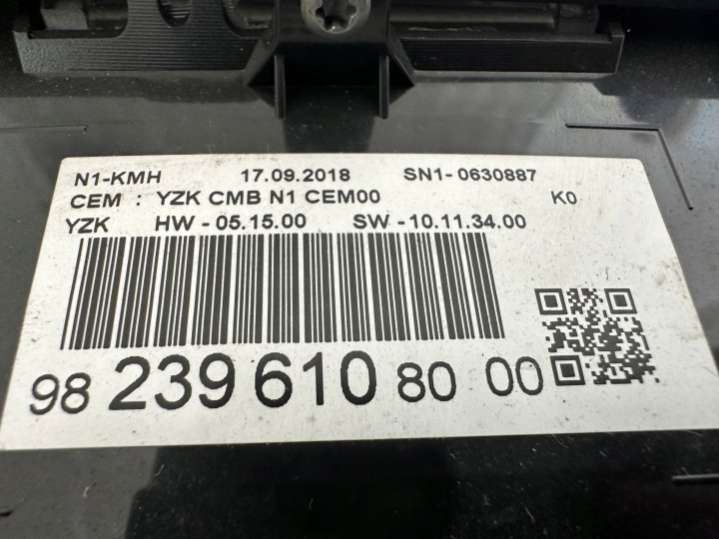 N1-KMH 17.09.2018 SN1- 0630887
CEM : YZK CMB N1 CEM00 K0
YZK HW - 05.15.00 SW - 10.11.34.00
98 239 610 80 00